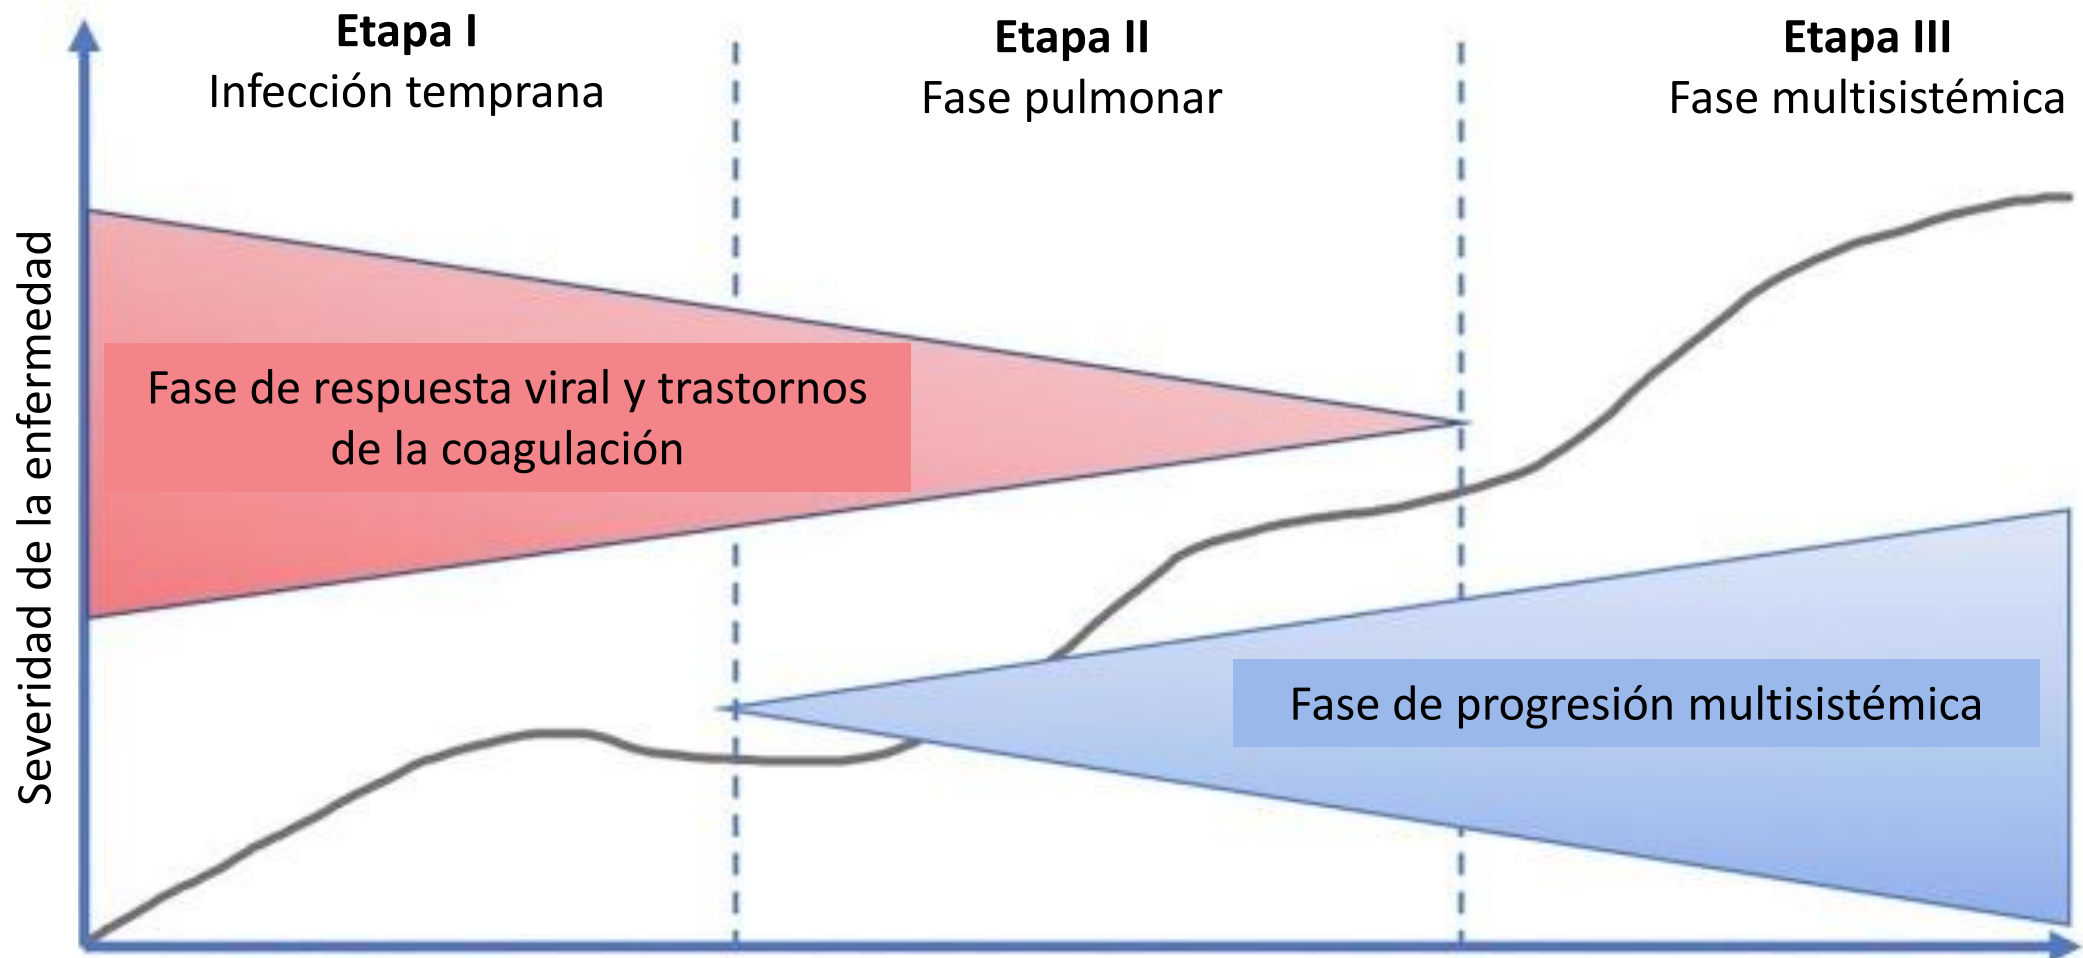 Etapa I
Infección temprana
Etapa II
Fase pulmonar
Etapa III
Fase multisistémica
Severidad de la enfermedad
Fase de respuesta viral y trastornos
de la coagulación
Fase de progresión multisistémica